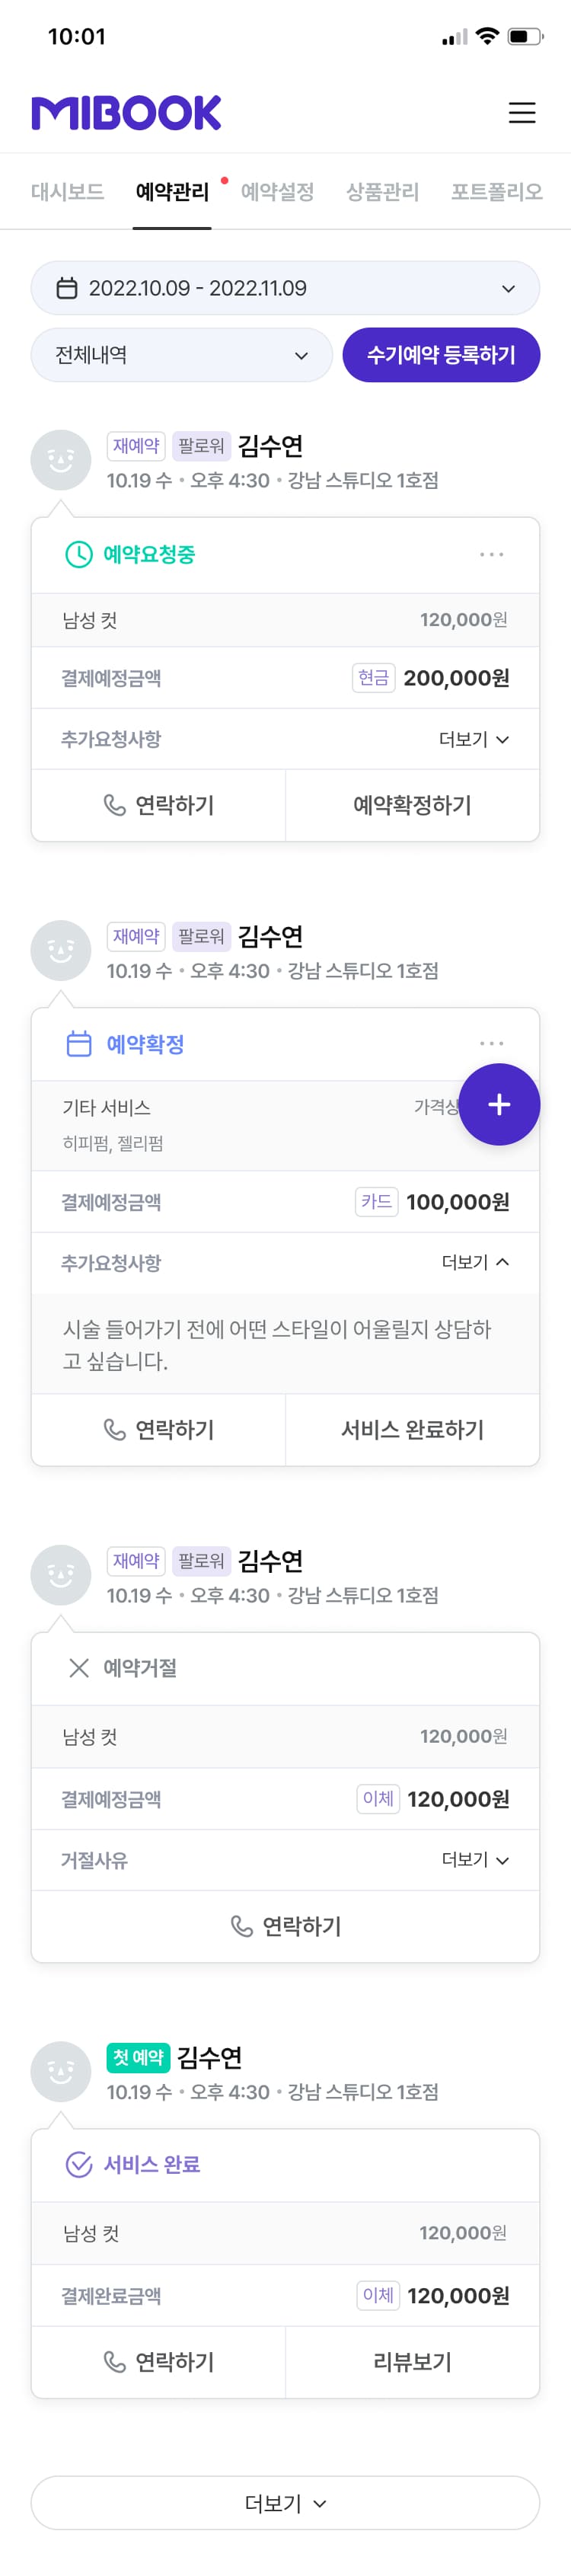 10:01
MIBOOK
대시보드 예약관리 예약설정 상품관리 포트폴리오
2022.10.09 - 2022.11.09
전체내역 수기예약 등록하기
재예약 팔로워 김수연
10.19 수 • 오후 4:30 • 강남 스튜디오 1호점
예약요청중 ···
남성 컷 120,000원
결제예정금액 현금 200,000원
추가요청사항 더보기
연락하기 예약확정하기
재예약 팔로워 김수연
10.19 수 • 오후 4:30 • 강남 스튜디오 1호점
예약확정 ···
기타 서비스 가격상
히피펌, 젤리펌
결제예정금액 카드 100,000원
추가요청사항 더보기
시술 들어가기 전에 어떤 스타일이 어울릴지 상담하
고 싶습니다.
연락하기 서비스 완료하기
재예약 팔로워 김수연
10.19 수 • 오후 4:30 • 강남 스튜디오 1호점
예약거절
남성 컷 120,000원
결제예정금액 이체 120,000원
거절사유 더보기
연락하기
첫 예약 김수연
10.19 수 • 오후 4:30 • 강남 스튜디오 1호점
서비스 완료
남성 컷 120,000원
결제완료금액 이체 120,000원
연락하기 리뷰보기
더보기